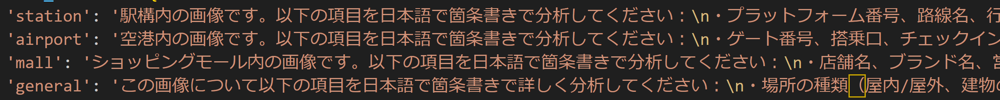 'station': '駅構内の画像です。以下の項目を日本語で箇条書きで分析してください：\n・プラットフォーム番号、路線名、行
'airport': '空港内の画像です。以下の項目を日本語で箇条書きで分析してください：\n・ゲート番号、搭乗口、チェックイン
'mall': 'ショッピングモール内の画像です。以下の項目を日本語で箇条書きで分析してください：\n・店舗名、ブランド名、営
'general': 'この画像について以下の項目を日本語で箇条書きで詳しく分析してください：\n・場所の種類（屋内/屋外、建物の